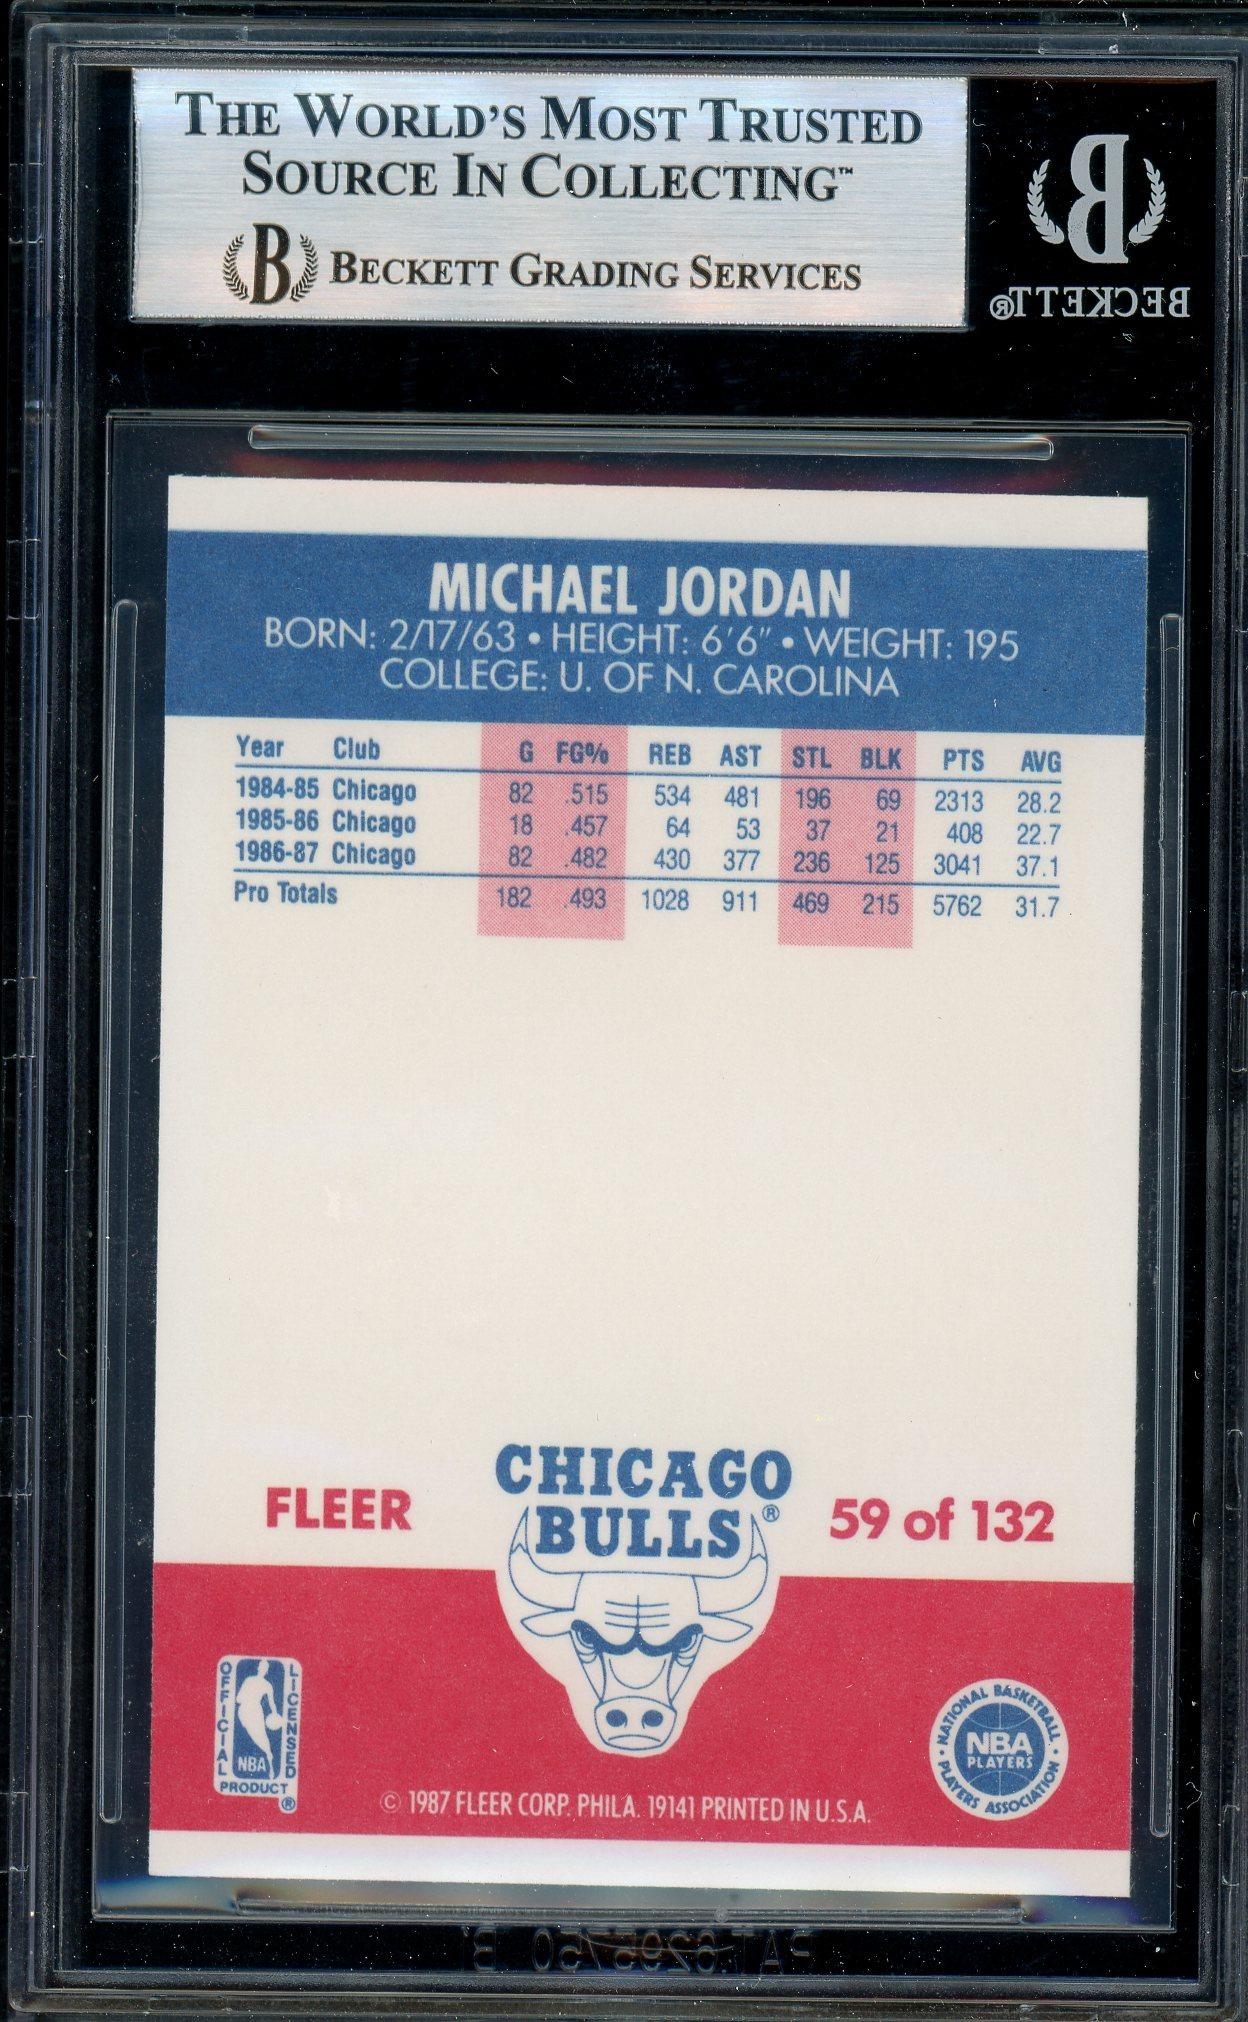 THE WORLD'S MOST TRUSTED
SOURCE IN COLLECTING™
B BECKETT GRADING SERVICES
B
BECKETT®
MICHAEL JORDAN
BORN: 2/17/63 • HEIGHT: 6'6" • WEIGHT: 195
COLLEGE: U. OF N. CAROLINA
Year Club G FG% REB AST STL BLK PTS AVG
1984-85 Chicago 82 .515 534 481 196 69 2313 28.2
1985-86 Chicago 18 .457 64 53 37 21 408 22.7
1986-87 Chicago 82 .482 430 377 236 125 3041 37.1
Pro Totals 182 .493 1028 911 469 215 5762 31.7
CHICAGO
BULLS®
FLEER
59 of 132
OFFICIAL
LICENSED
NBA
PRODUCT
®
NATIONAL BASKETBALL
NBA
PLAYERS
• PLAYERS ASSOCIATION •
© 1987 FLEER CORP. PHILA. 19141 PRINTED IN U.S.A.
PAT. 6295750 B